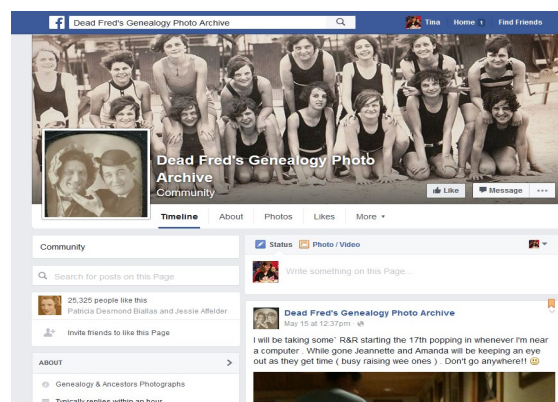 Dead Fred's Genealogy Photo Archive
Tina
Home 1
Find Friends
Dead Fred's Genealogy Photo
Archive
Community
Like
Message
Timeline
About
Photos
Likes
More
Community
Status
Photo / Video
Search for posts on this Page
Write something on this Page...
25,325 people like this
Patricia Desmond Biallas and Jessie Affelder
Invite friends to like this Page
Dead Fred's Genealogy Photo Archive
May 15 at 12:37pm
I will be taking some` R&R starting the 17th popping in whenever I'm near
a computer . While gone Jeannette and Amanda will be keeping an eye
out as they get time ( busy raising wee ones ) . Don't go anywhere!!
ABOUT
Genealogy & Ancestors Photographs
Typically replies within an hour